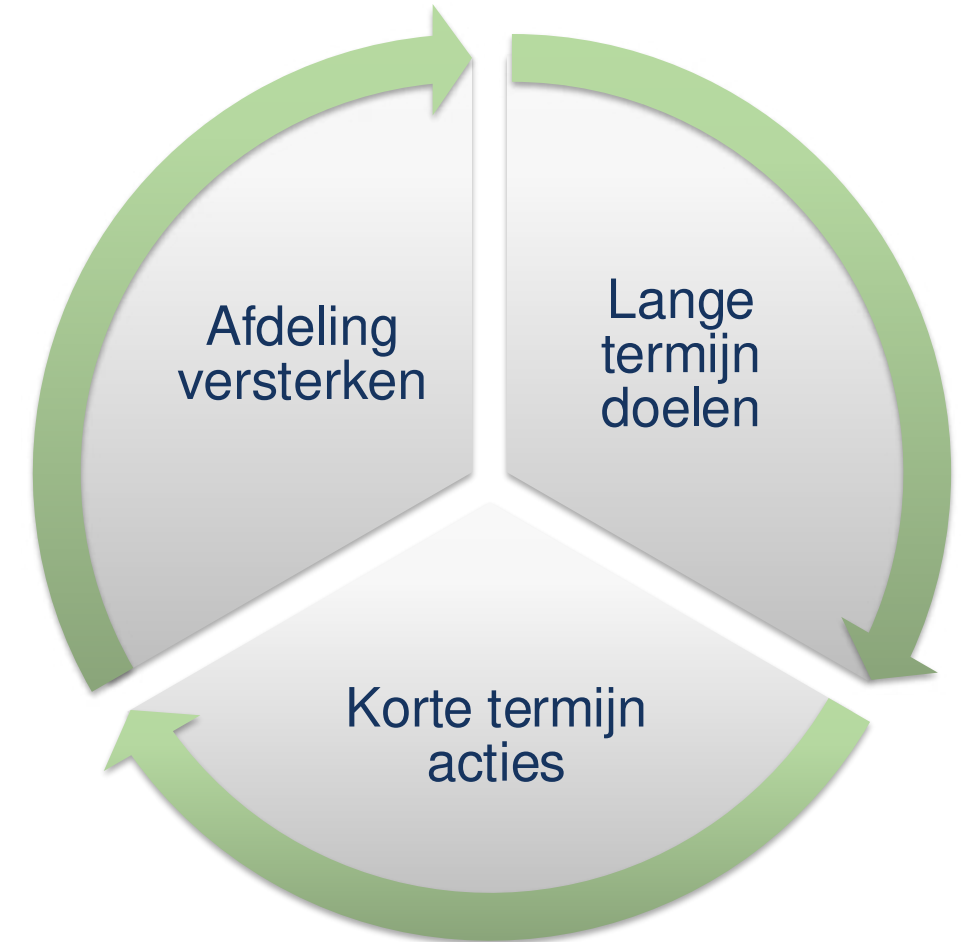 Afdeling
versterken
Lange
termijn
doelen
Korte termijn
acties